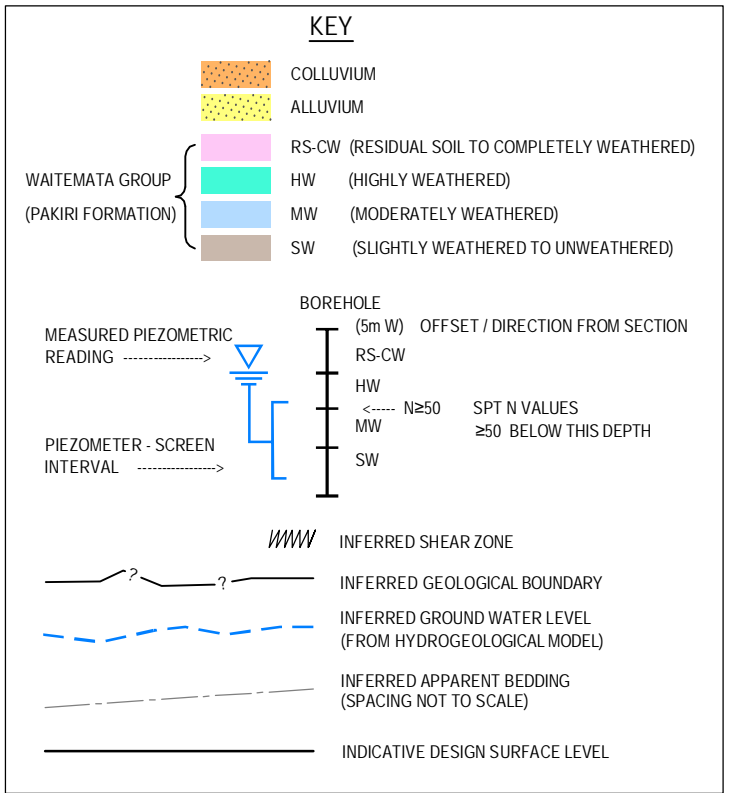 KEY
COLLUVIUM
ALLUVIUM
RS-CW (RESIDUAL SOIL TO COMPLETELY WEATHERED)
WAITEMATA GROUP
(PAKIRI FORMATION)
HW (HIGHLY WEATHERED)
MW (MODERATELY WEATHERED)
SW (SLIGHTLY WEATHERED TO UNWEATHERED)
BOREHOLE
(5m W) OFFSET / DIRECTION FROM SECTION
MEASURED PIEZOMETRIC
READING ----------------->
RS-CW
HW
<----- N≥50 SPT N VALUES
MW ≥50 BELOW THIS DEPTH
PIEZOMETER - SCREEN
INTERVAL ----------------->
SW
INFERRED SHEAR ZONE
? ? INFERRED GEOLOGICAL BOUNDARY
INFERRED GROUND WATER LEVEL
(FROM HYDROGEOLOGICAL MODEL)
INFERRED APPARENT BEDDING
(SPACING NOT TO SCALE)
INDICATIVE DESIGN SURFACE LEVEL